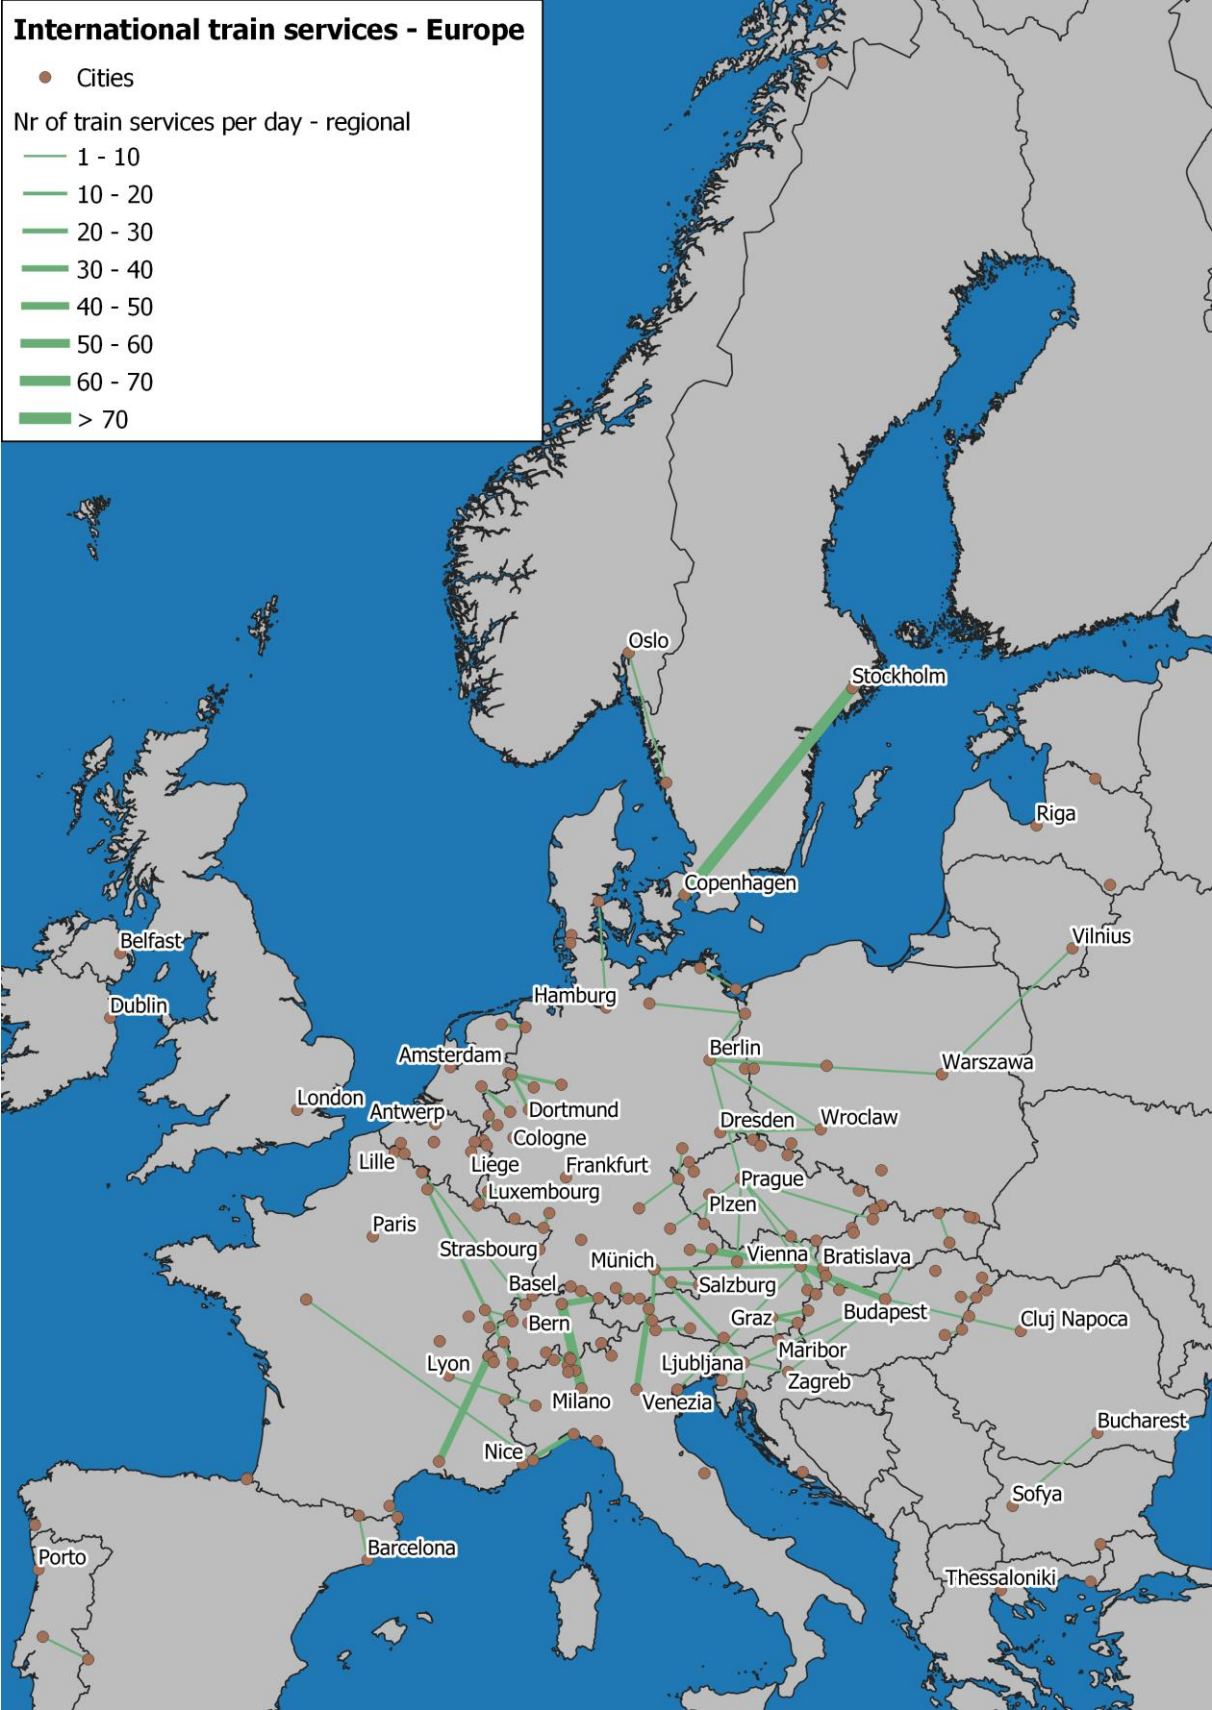 International train services - Europe
Cities
Nr of train services per day - regional
1 - 10
10 - 20
20 - 30
30 - 40
40 - 50
50 - 60
60 - 70
> 70
Oslo
Stockholm
Riga
Copenhagen
Belfast
Vilnius
Dublin
Hamburg
Berlin
Amsterdam
Warszawa
London
Antwerp
Dortmund
Dresden
Wroclaw
Cologne
Lille
Liege
Frankfurt
Prague
Luxembourg
Plzen
Paris
Strasbourg
Münich
Vienna
Bratislava
Basel
Salzburg
Bern
Graz
Budapest
Cluj Napoca
Lyon
Ljubljana
Maribor
Zagreb
Milano
Venezia
Bucharest
Nice
Sofya
Barcelona
Porto
Thessaloniki